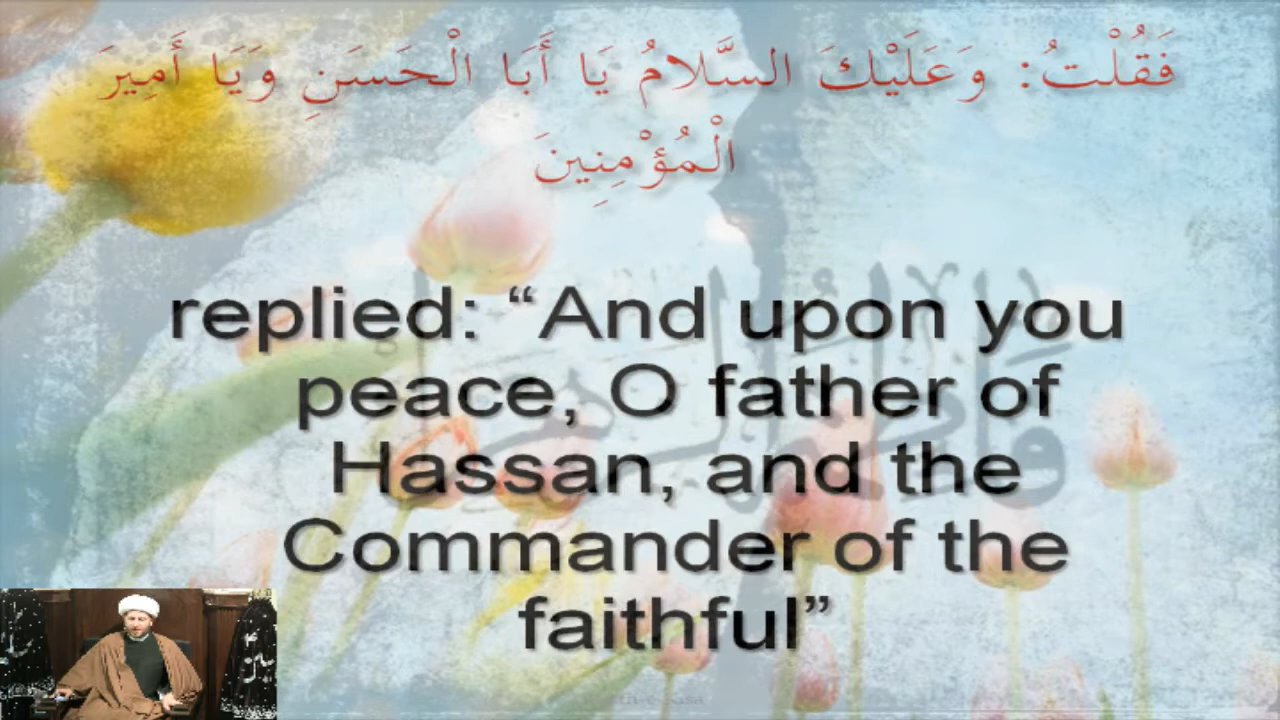 فَقُلْتُ: وَعَلَيْكَ السَّلامُ يَا أَبَا الْحَسَنِ وَيَا أَمِيرَ
الْمُؤْمِنِينَ
replied: “And upon you
peace, O father of
Hassan, and the
Commander of the
faithful”